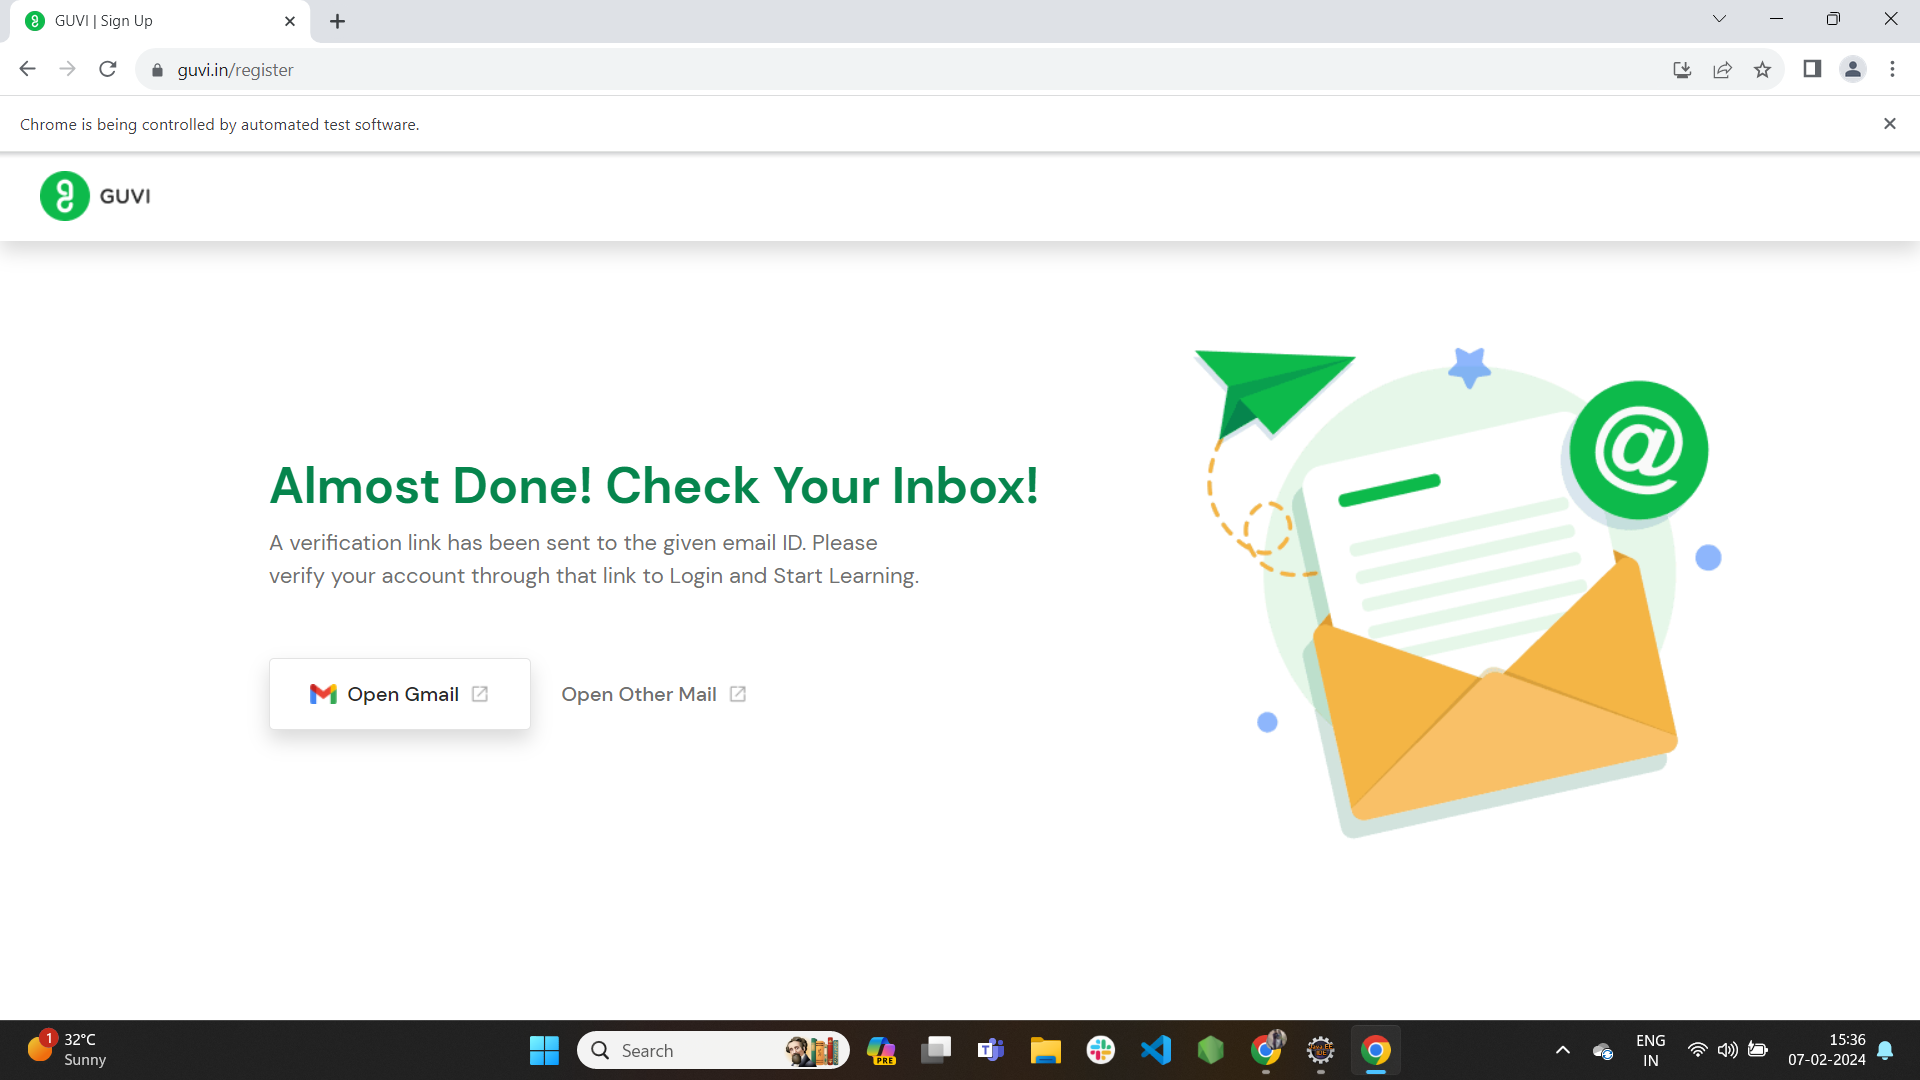 GUVI | Sign Up
guvi.in/register
Chrome is being controlled by automated test software.
GUVI
Almost Done! Check Your Inbox!
A verification link has been sent to the given email ID. Please
verify your account through that link to Login and Start Learning.
Open Gmail
Open Other Mail
@
1
32°C
Sunny
Search
PRE
ENG
IN
15:36
07-02-2024